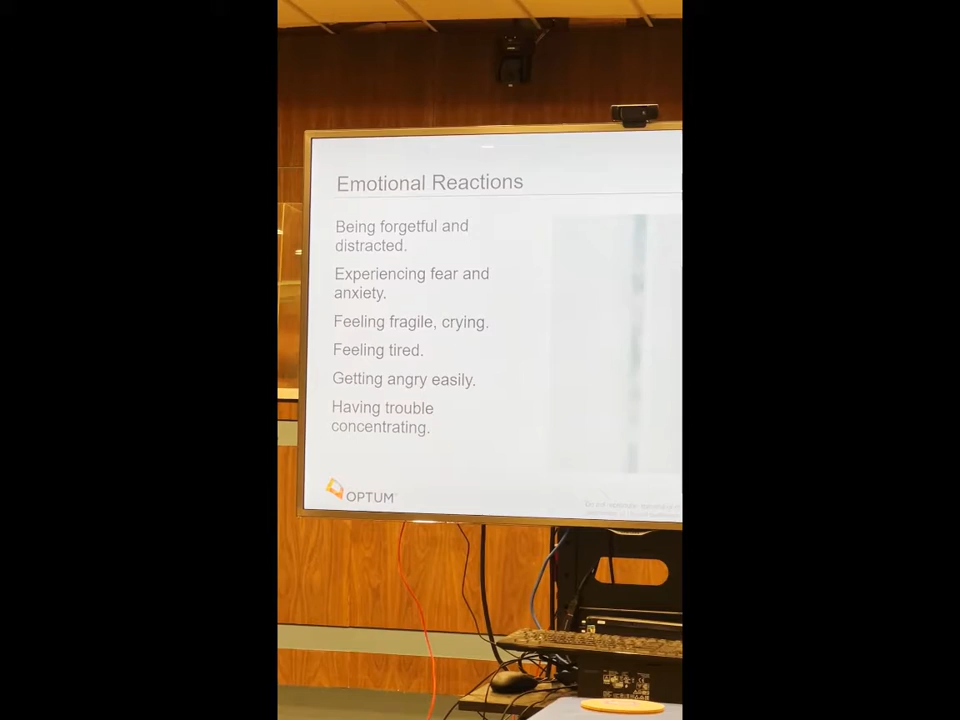 Emotional Reactions
Being forgetful and
distracted.
Experiencing fear and
anxiety.
Feeling fragile, crying.
Feeling tired.
Getting angry easily.
Having trouble
concentrating.
OPTUM